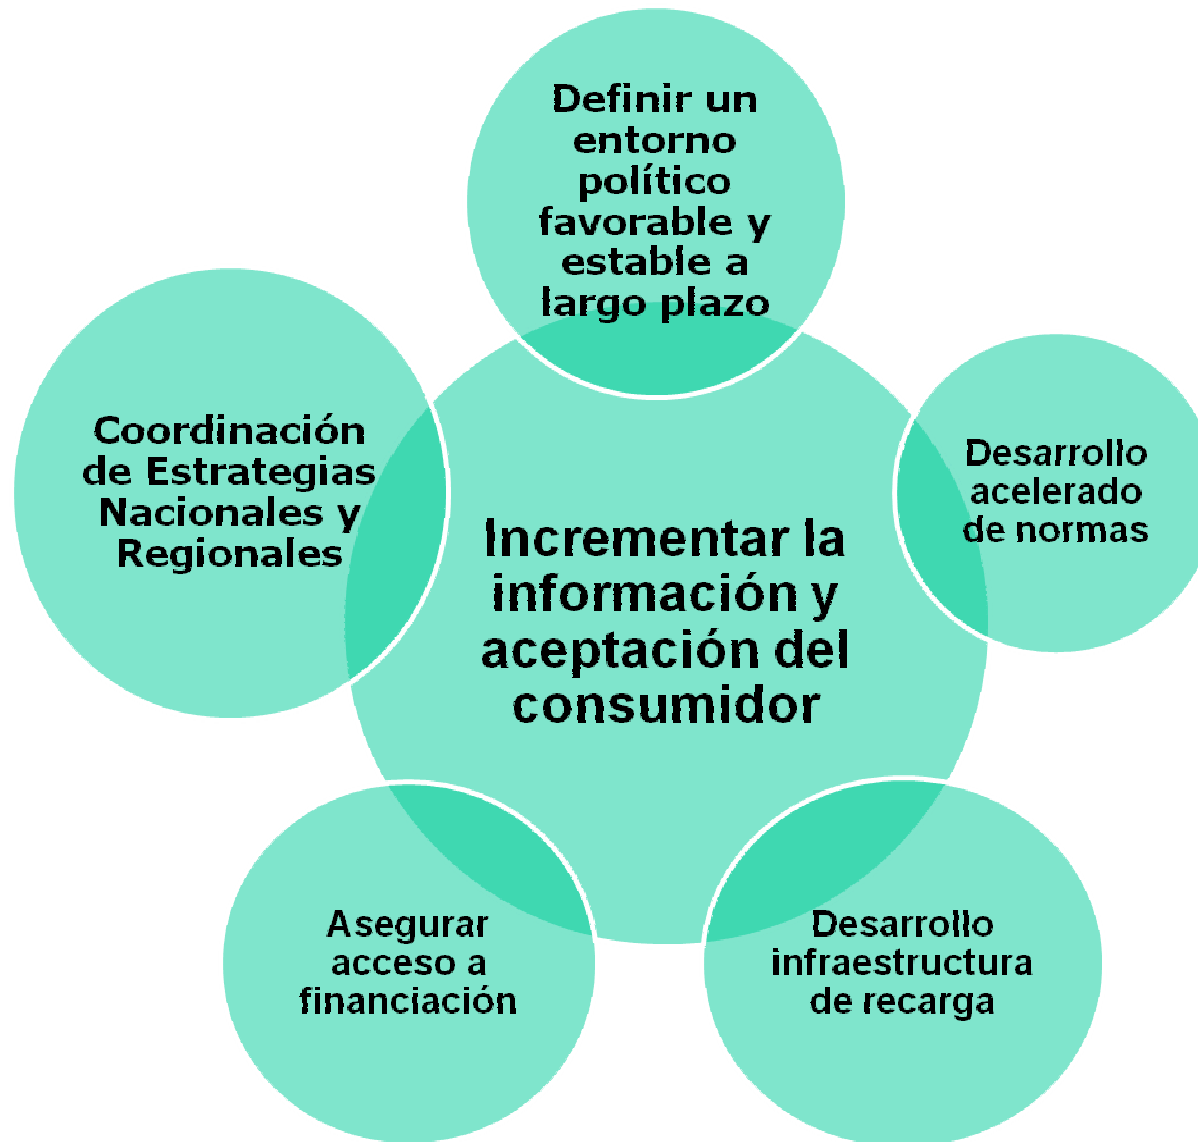 Definir un
entorno
político
favorable y
estable a
largo plazo
Coordinación
de Estrategias
Nacionales y
Regionales
Desarrollo
acelerado
de normas
Incrementar la
información y
aceptación del
consumidor
Asegurar
acceso a
financiación
Desarrollo
infraestructura
de recarga